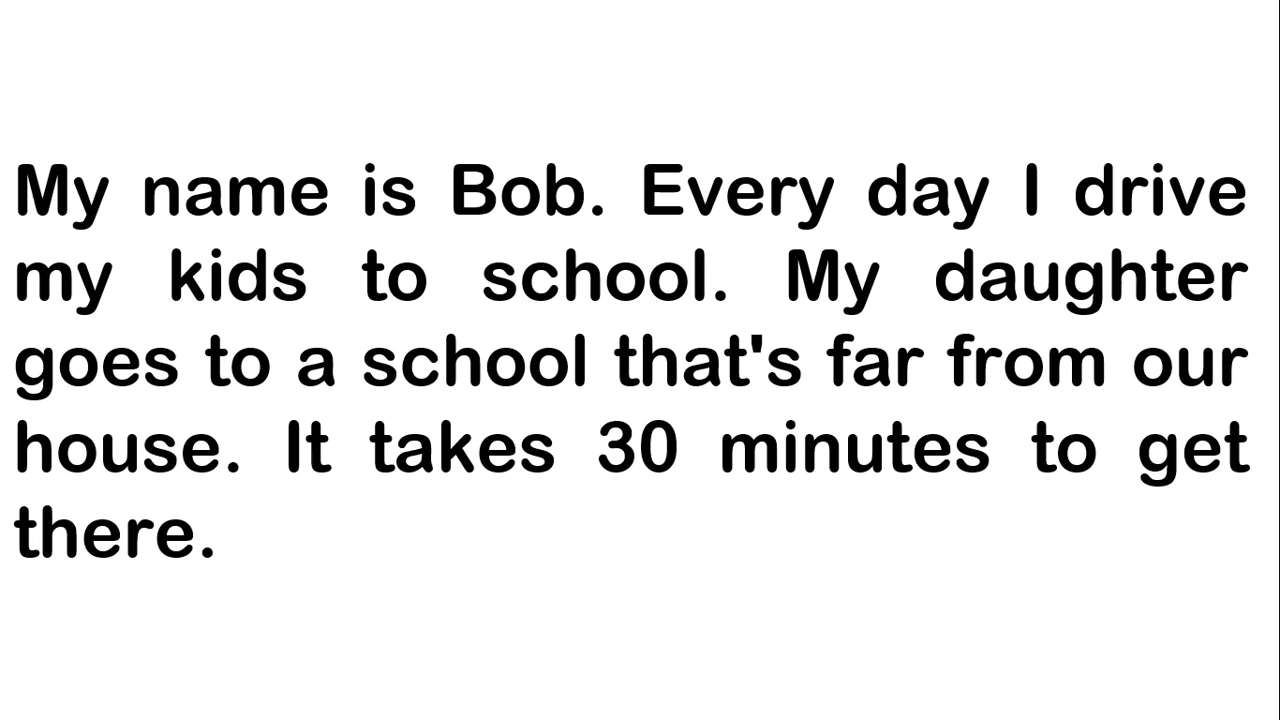 My name is Bob. Every day I drive
my kids to school. My daughter
goes to a school that's far from our
house. It takes 30 minutes to get
there.